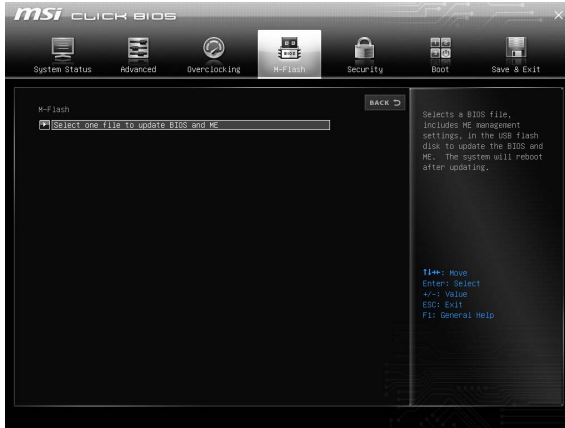 msi CLICK BIOS
System Status
Advanced
Overclocking
M-Flash
Security
Boot
Save & Exit
M-Flash
BACK
Select one file to update BIOS and ME
Selects a BIOS file,
includes ME management
settings, in the USB flash
disk to update the BIOS and
ME. The system will reboot
after updating.
↑↓→←: Move
Enter: Select
+/-: Value
ESC: Exit
F1: General Help